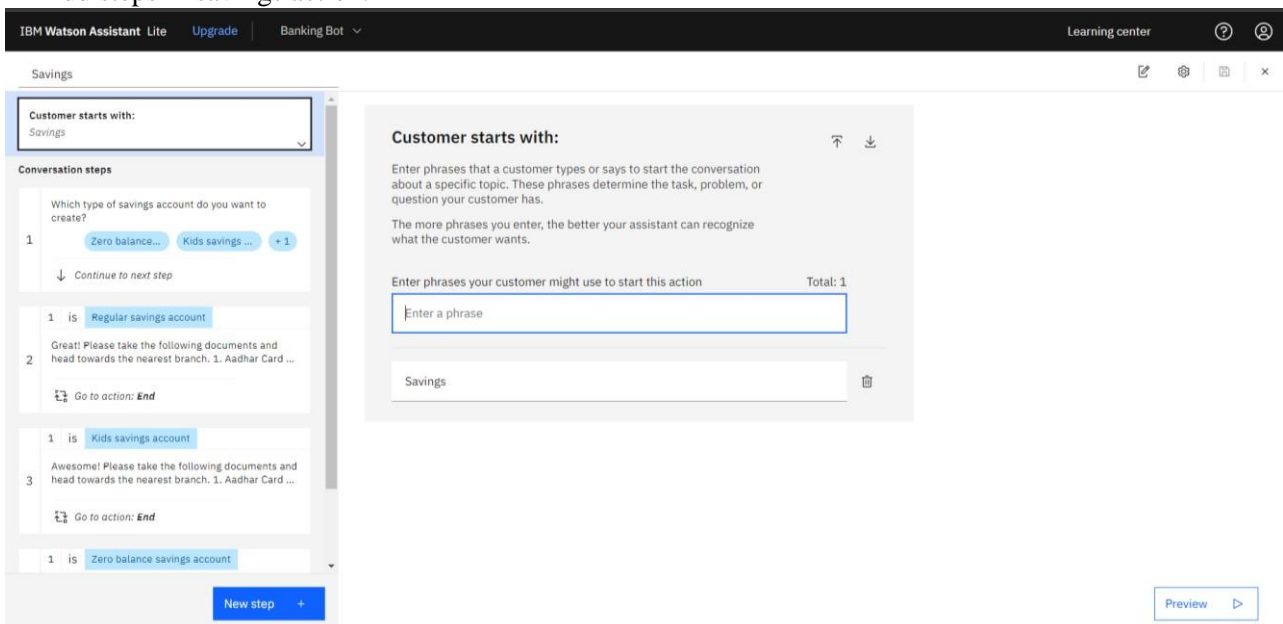 IBM Watson Assistant Lite Upgrade Banking Bot Learning center
Savings
Customer starts with:
Savings
Conversation steps
Which type of savings account do you want to
create?
1
Zero balance... Kids savings ... + 1
Continue to next step
1 is Regular savings account
Great! Please take the following documents and
2 head towards the nearest branch. 1. Aadhar Card ...
Go to action: End
1 is Kids savings account
Awesome! Please take the following documents and
3 head towards the nearest branch. 1. Aadhar Card ...
Go to action: End
1 is Zero balance savings account
New step +
Customer starts with:
Enter phrases that a customer types or says to start the conversation
about a specific topic. These phrases determine the task, problem, or
question your customer has.
The more phrases you enter, the better your assistant can recognize
what the customer wants.
Enter phrases your customer might use to start this action Total: 1
Enter a phrase
Savings
Preview